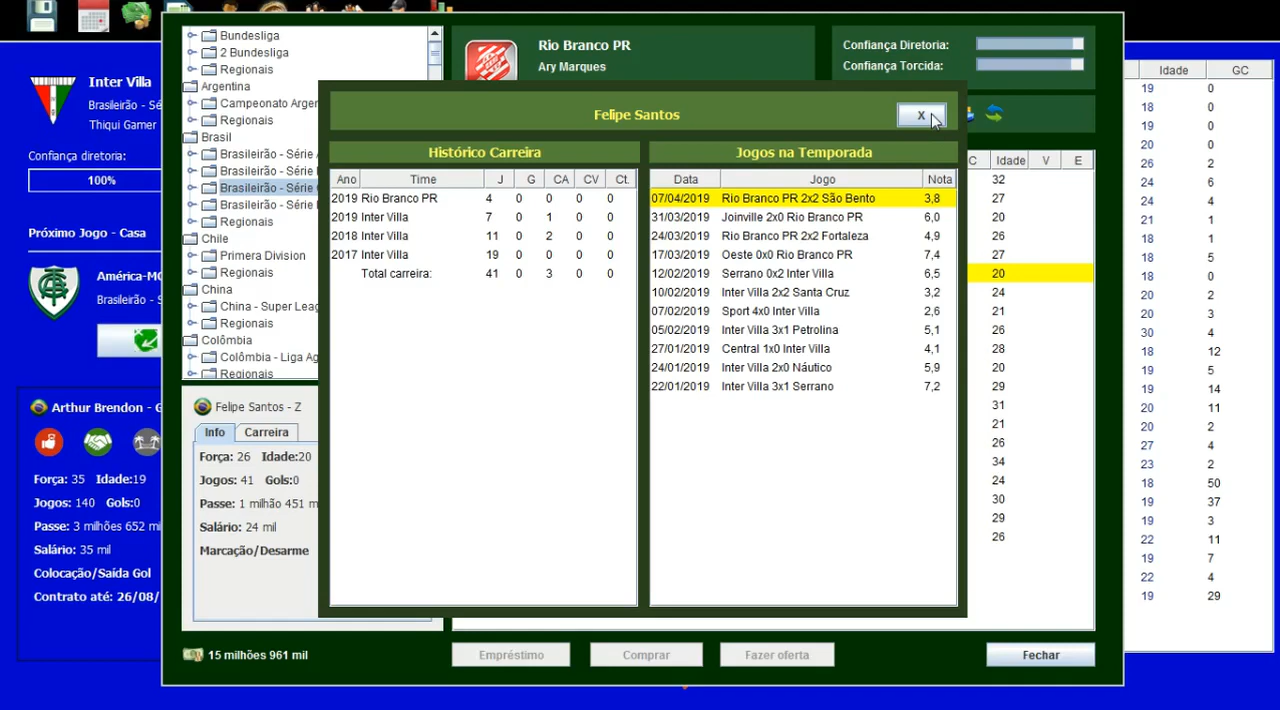 Inter Villa
Brasileirão - Sé
Thiqui Gamer
Confiança diretoria:
100%
Próximo Jogo - Casa
América-M
Brasileirão - S
Arthur Brendon - G
Força: 35 Idade:19
Jogos: 140 Gols:0
Passe: 3 milhões 652 mi
Salário: 35 mil
Colocação/Saída Gol
Contrato até: 26/08/
Bundesliga
2 Bundesliga
Regionais
Argentina
Campeonato Argen
Regionais
Brasil
Brasileirão - Série
Brasileirão - Série
Brasileirão - Série
Brasileirão - Série
Regionais
Chile
Primera Division
Regionais
China
China - Super Leag
Regionais
Colômbia
Colômbia - Liga Ag
Regionais
Felipe Santos - Z
Info Carreira
Força: 26 Idade:20
Jogos: 41 Gols:0
Passe: 1 milhão 451 m
Salário: 24 mil
Marcação/Desarme
15 milhões 961 mil
Rio Branco PR
Ary Marques
Confiança Diretoria:
Confiança Torcida:
Felipe Santos
X
Histórico Carreira
Ano Time J G CA CV Ct.
2019 Rio Branco PR 4 0 0 0 0
2019 Inter Villa 7 0 1 0 0
2018 Inter Villa 11 0 2 0 0
2017 Inter Villa 19 0 0 0 0
Total carreira: 41 0 3 0 0
Jogos na Temporada
Data Jogo Nota
07/04/2019 Rio Branco PR 2x2 São Bento 3,8
31/03/2019 Joinville 2x0 Rio Branco PR 6,0
24/03/2019 Rio Branco PR 2x2 Fortaleza 4,9
17/03/2019 Oeste 0x0 Rio Branco PR 7,4
12/02/2019 Serrano 0x2 Inter Villa 6,5
10/02/2019 Inter Villa 2x2 Santa Cruz 3,2
07/02/2019 Sport 4x0 Inter Villa 2,6
05/02/2019 Inter Villa 3x1 Petrolina 5,1
27/01/2019 Central 1x0 Inter Villa 4,1
24/01/2019 Inter Villa 2x0 Náutico 5,9
22/01/2019 Inter Villa 3x1 Serrano 7,2
C Idade V E
32
27
20
26
27
20
24
21
26
28
20
29
31
21
26
34
24
30
29
26
Empréstimo Comprar Fazer oferta Fechar
Idade GC
19 0
18 0
19 0
20 0
26 2
24 6
24 4
21 1
18 1
18 5
18 0
20 2
20 3
30 4
18 12
19 5
19 14
20 11
20 2
27 4
23 2
18 50
19 37
19 3
22 11
19 7
22 4
19 29